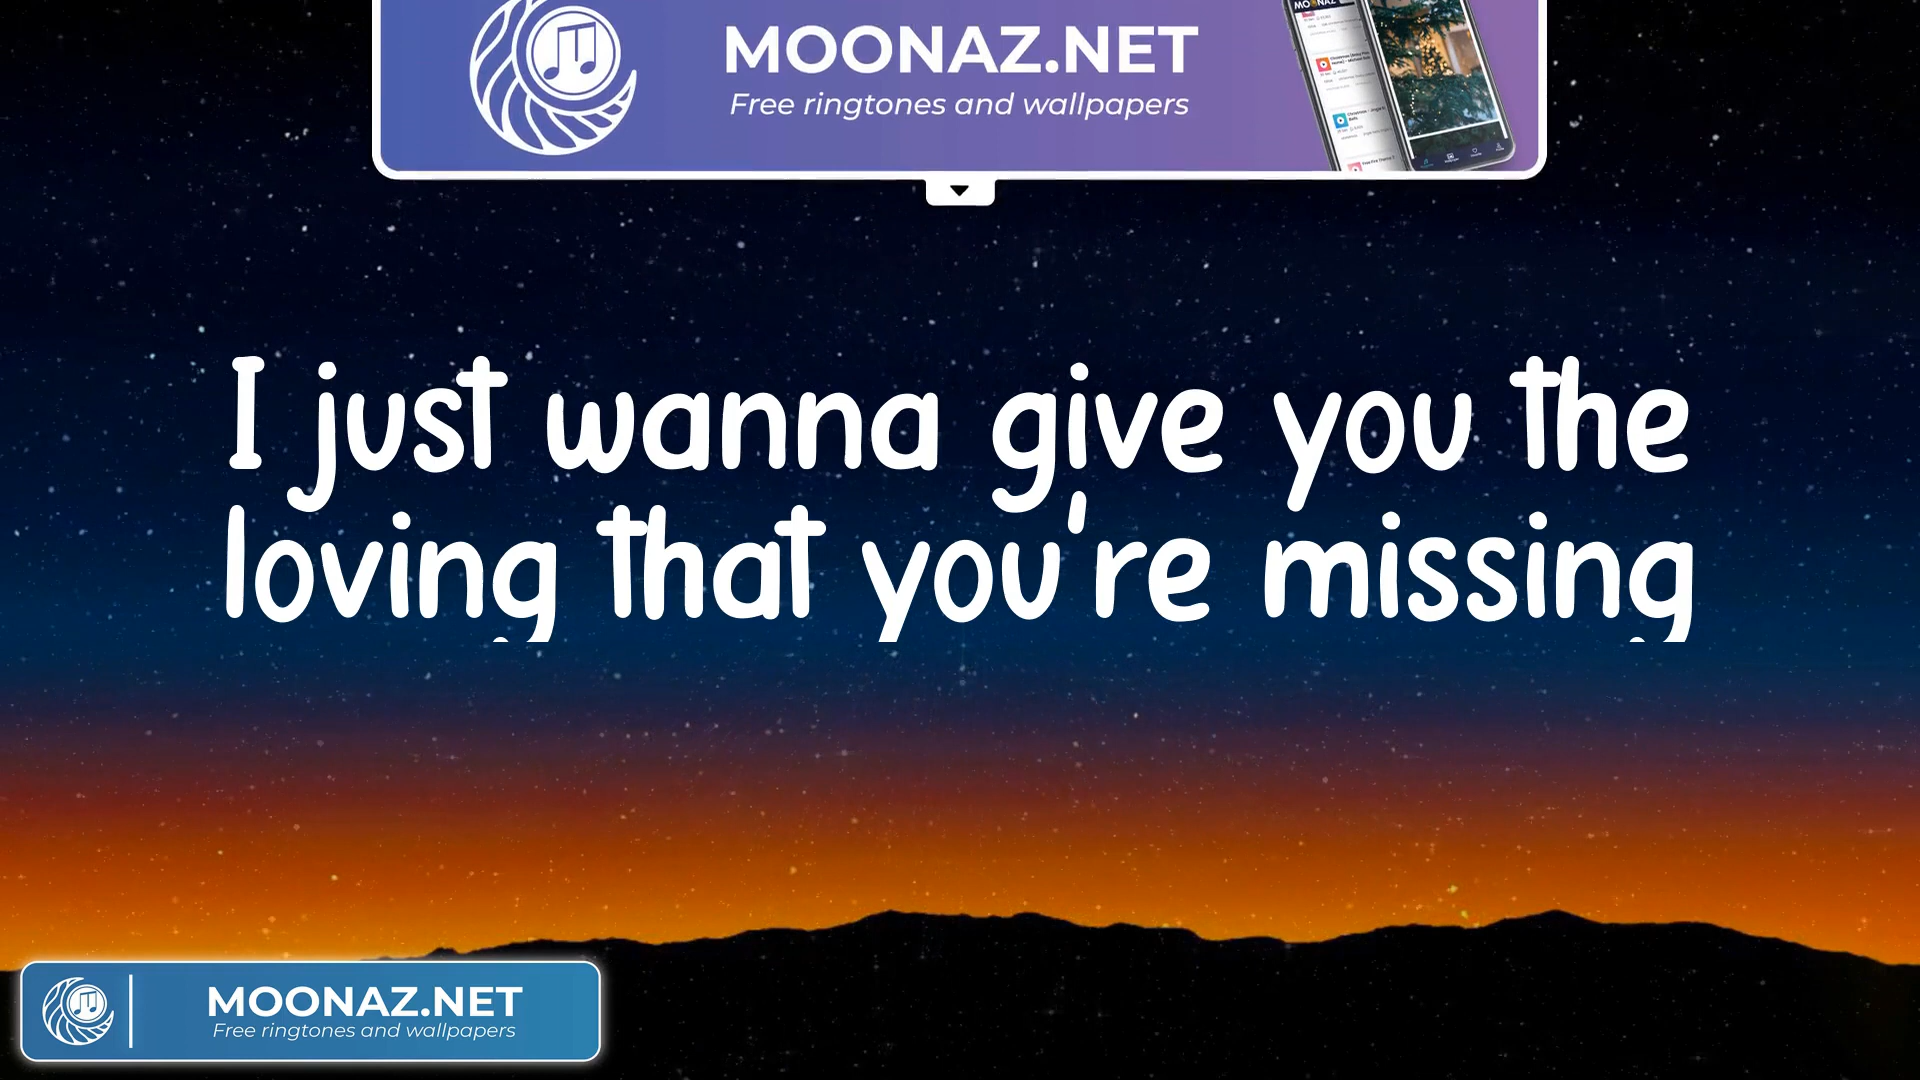 MOONAZ.NET
Free ringtones and wallpapers
I just wanna give you the
loving that you're missing
MOONAZ.NET
Free ringtones and wallpapers